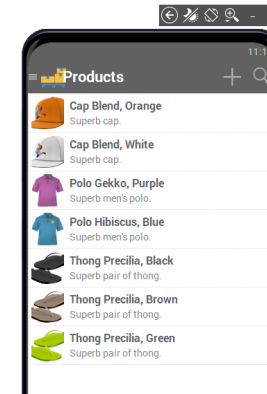 Products
Cap Blend, Orange
Superb cap.
Cap Blend, White
Superb cap.
Polo Gekko, Purple
Superb men's polo.
Polo Hibiscus, Blue
Superb men's polo.
Thong Precilia, Black
Superb pair of thong.
Thong Precilia, Brown
Superb pair of thong.
Thong Precilia, Green
Superb pair of thong.